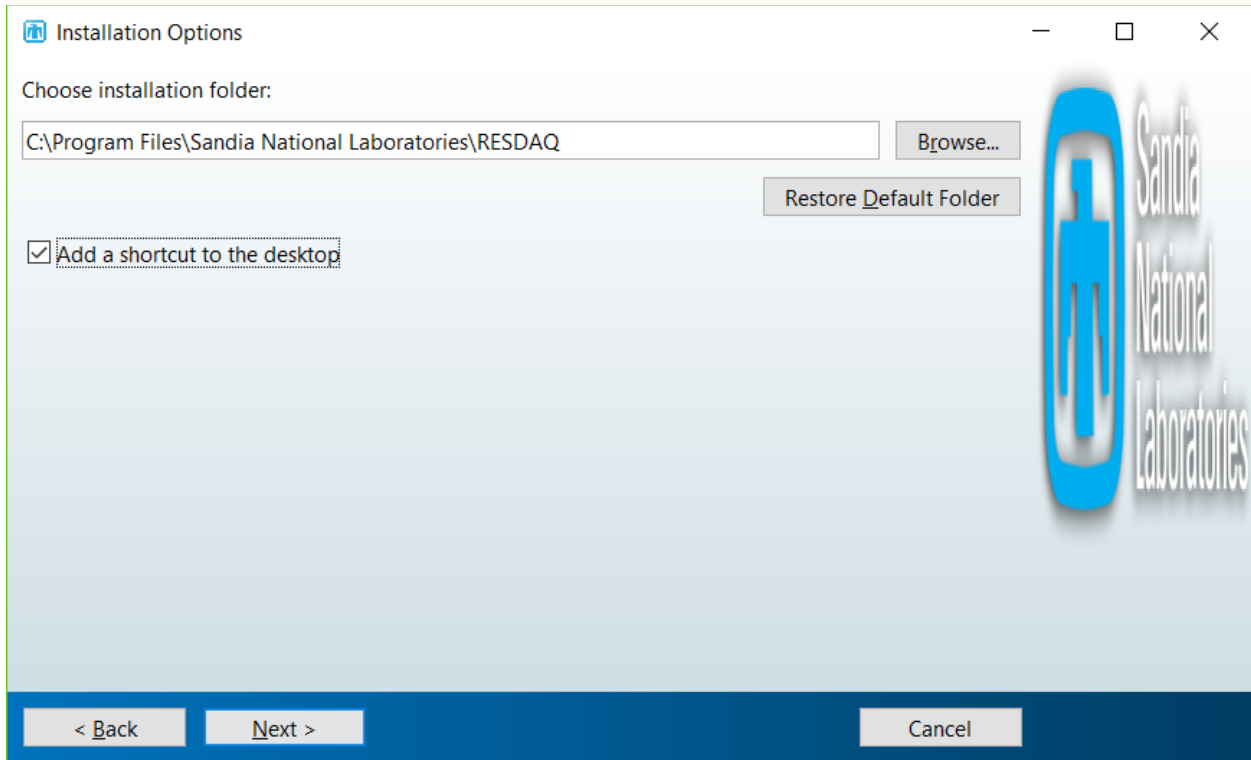 Installation Options
Choose installation folder:
C:\Program Files\Sandia National Laboratories\RESDAQ
Browse...
Restore Default Folder
Add a shortcut to the desktop
Sandia
National
Laboratories
< Back
Next >
Cancel